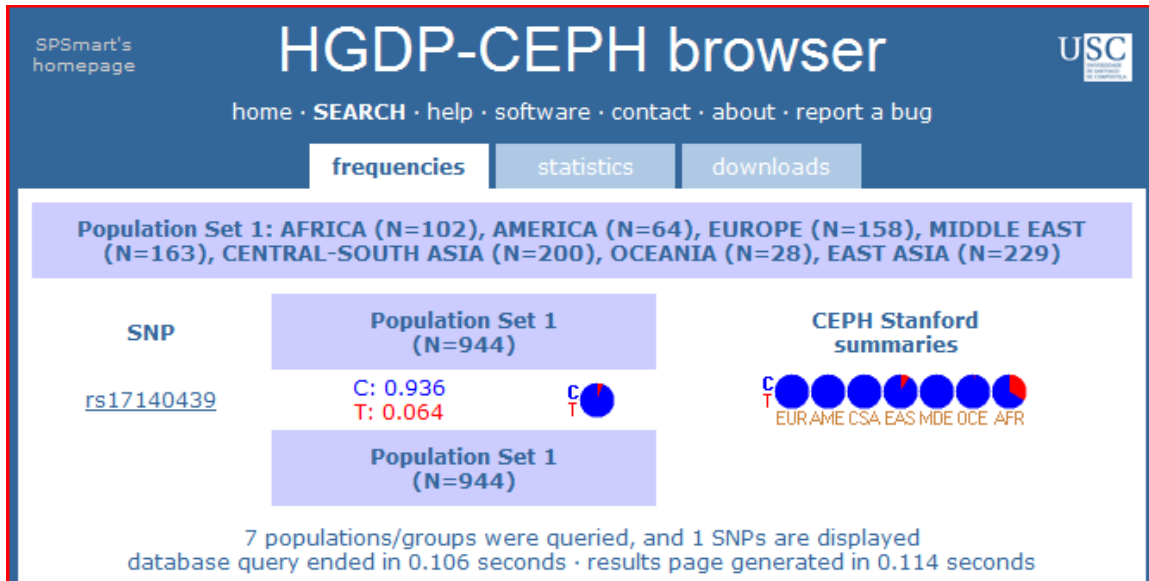 SPSmart's
homepage
HGDP-CEPH browser
USC
home · SEARCH · help · software · contact · about · report a bug
frequencies
statistics
downloads
Population Set 1: AFRICA (N=102), AMERICA (N=64), EUROPE (N=158), MIDDLE EAST
(N=163), CENTRAL-SOUTH ASIA (N=200), OCEANIA (N=28), EAST ASIA (N=229)
SNP
Population Set 1
(N=944)
CEPH Stanford
summaries
rs17140439
C: 0.936
T: 0.064
C
T
C
T
EUR AME CSA EAS MDE OCE AFR
Population Set 1
(N=944)
7 populations/groups were queried, and 1 SNPs are displayed
database query ended in 0.106 seconds · results page generated in 0.114 seconds